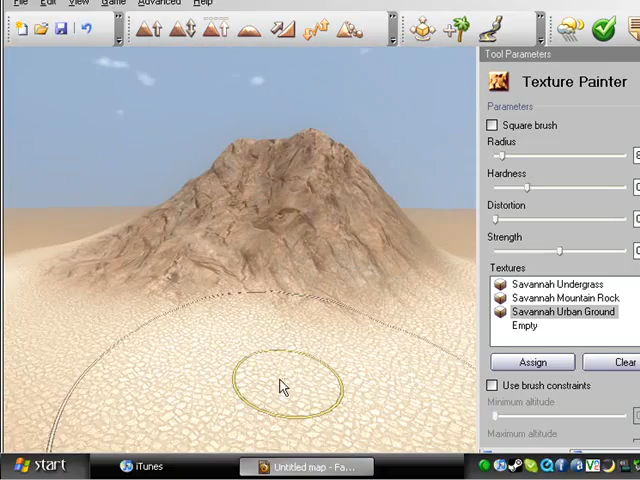 File Edit View Game Advanced Help
Tool Parameters
Texture Painter
Parameters
Square brush
Radius
Hardness
Distortion
Strength
Textures
Savannah Undergrass
Savannah Mountain Rock
Savannah Urban Ground
Empty
Assign Clear
Use brush constraints
Minimum altitude
Maximum altitude
start iTunes Untitled map - Fa...